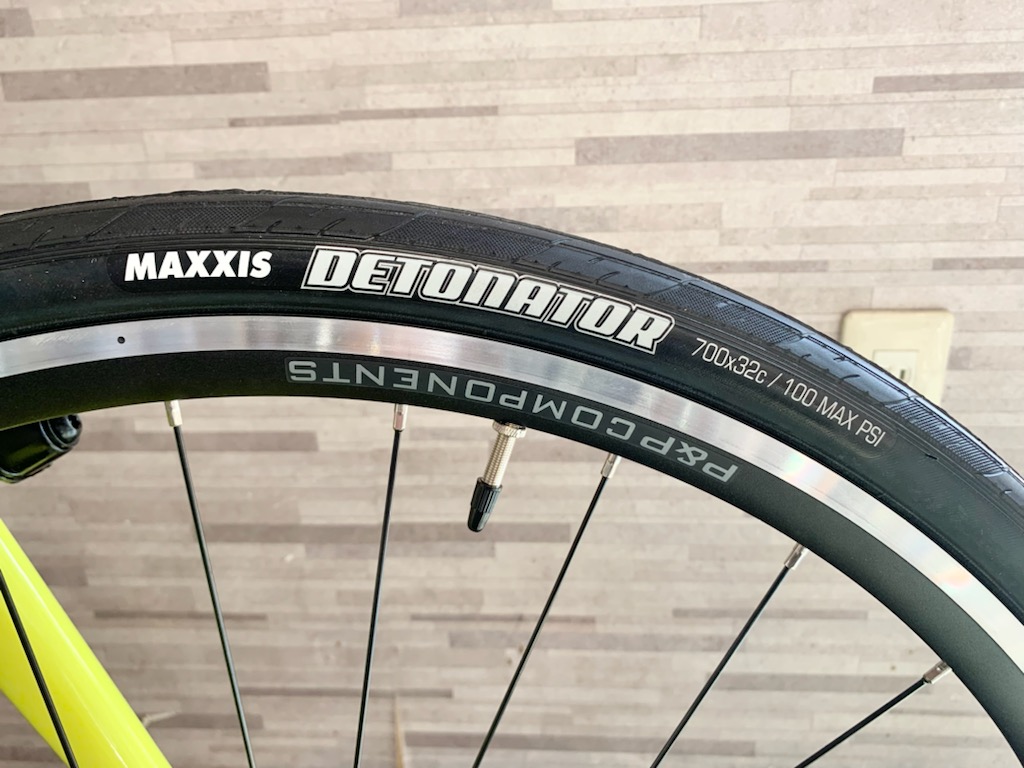 MAXXIS DETONATOR 700x32c / 100 MAX PSI
P&P COMPONENTS